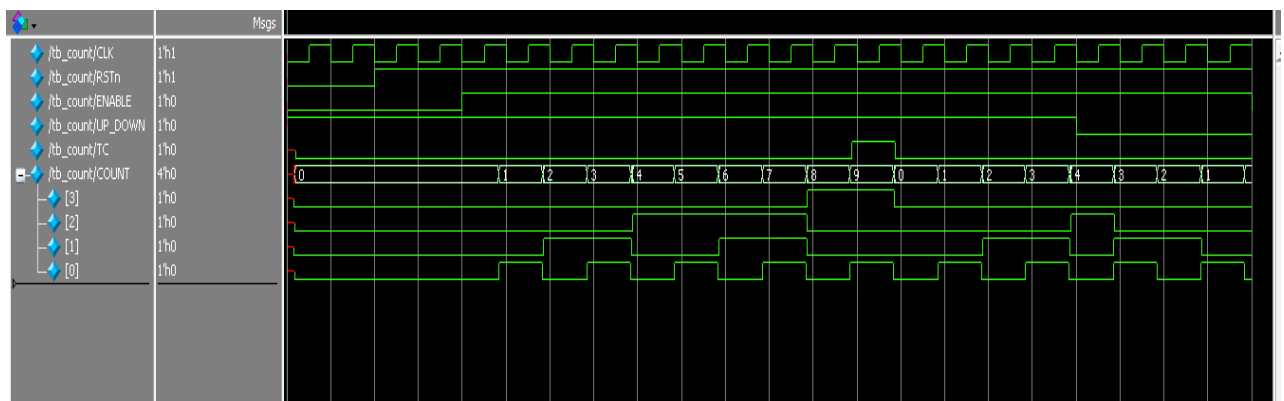 Msgs
/tb_count/CLK 1'h1
/tb_count/RSTn 1'h1
/tb_count/ENABLE 1'h0
/tb_count/UP_DOWN 1'h0
/tb_count/TC 1'h0
/tb_count/COUNT 4'h0 0 1 2 3 4 5 6 7 8 9 0 1 2 3 4 3 2 1
[3] 1'h0
[2] 1'h0
[1] 1'h0
[0] 1'h0